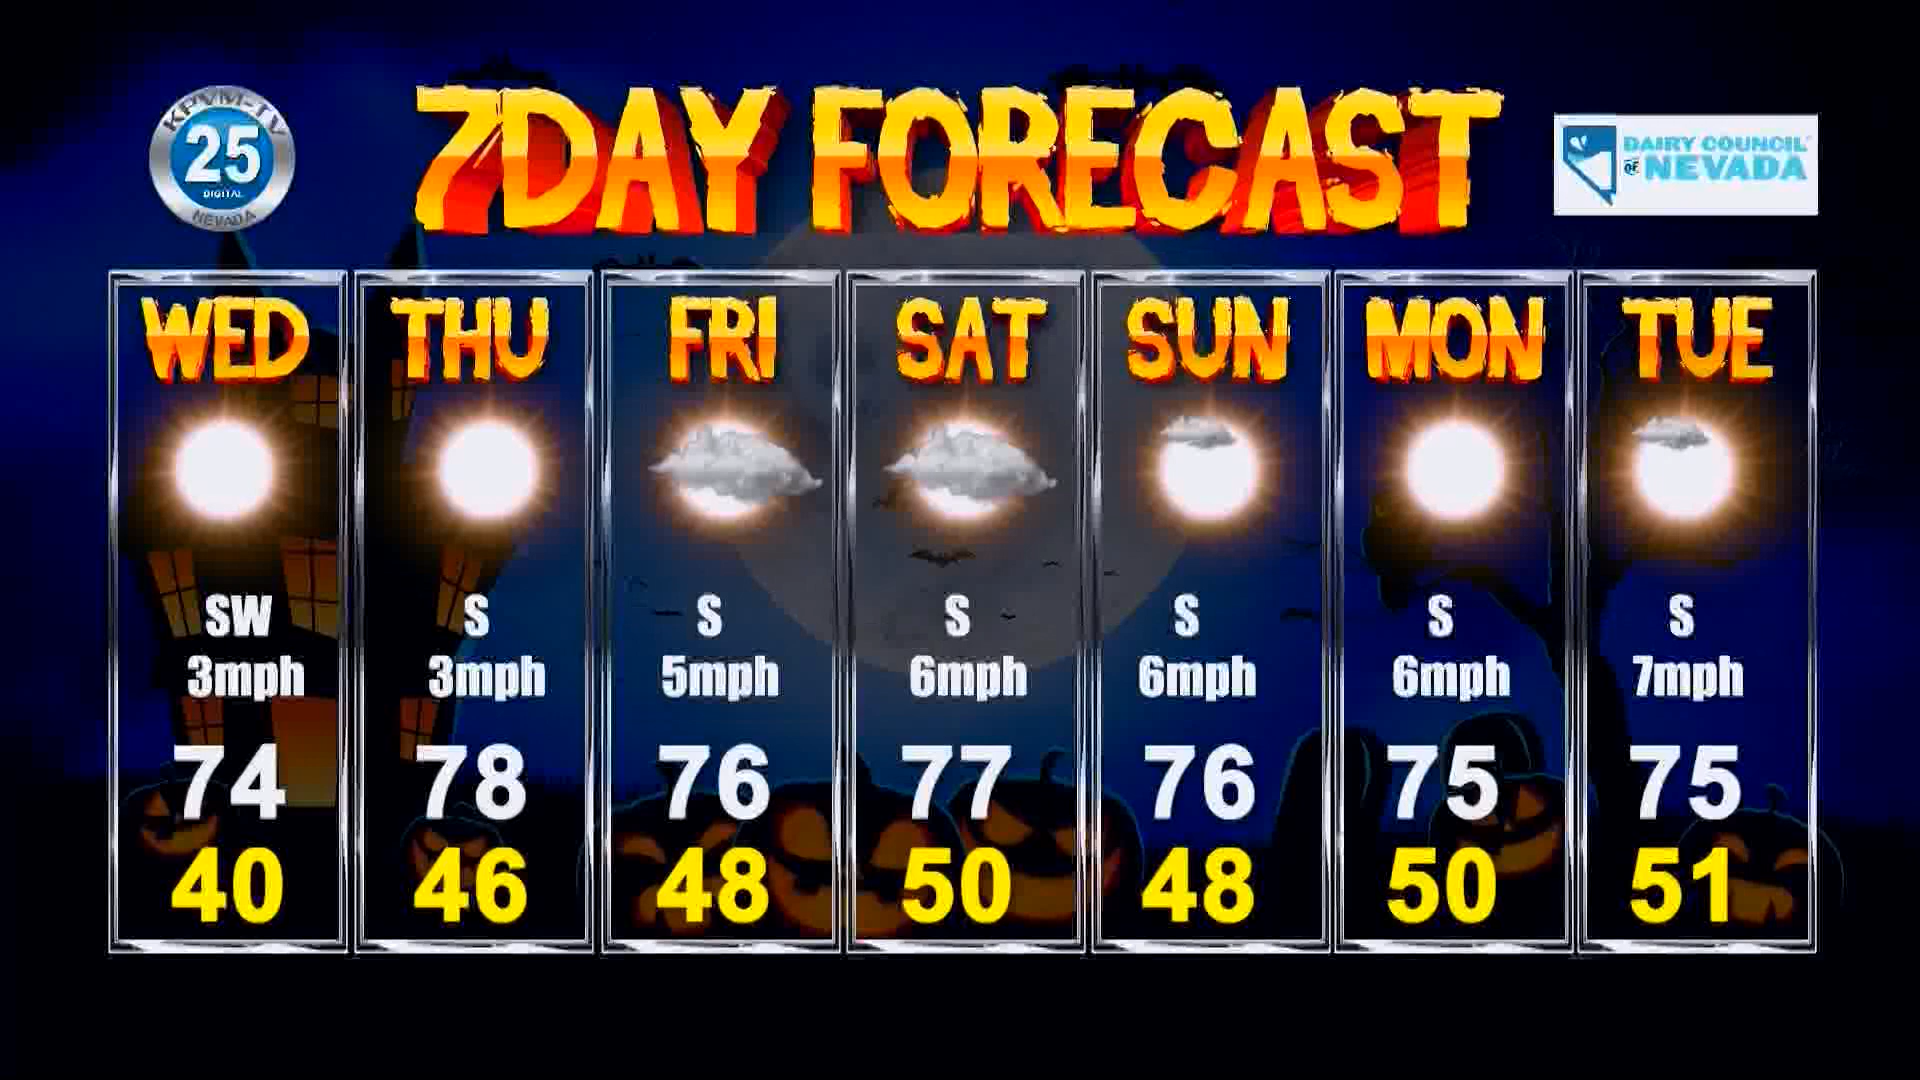 KPVM-TV
25
DIGITAL
NEVADA
7DAY FORECAST
DAIRY COUNCIL
OF NEVADA
WED THU FRI SAT SUN MON TUE
SW S S S S S S
3mph 3mph 5mph 6mph 6mph 6mph 7mph
74 78 76 77 76 75 75
40 46 48 50 48 50 51